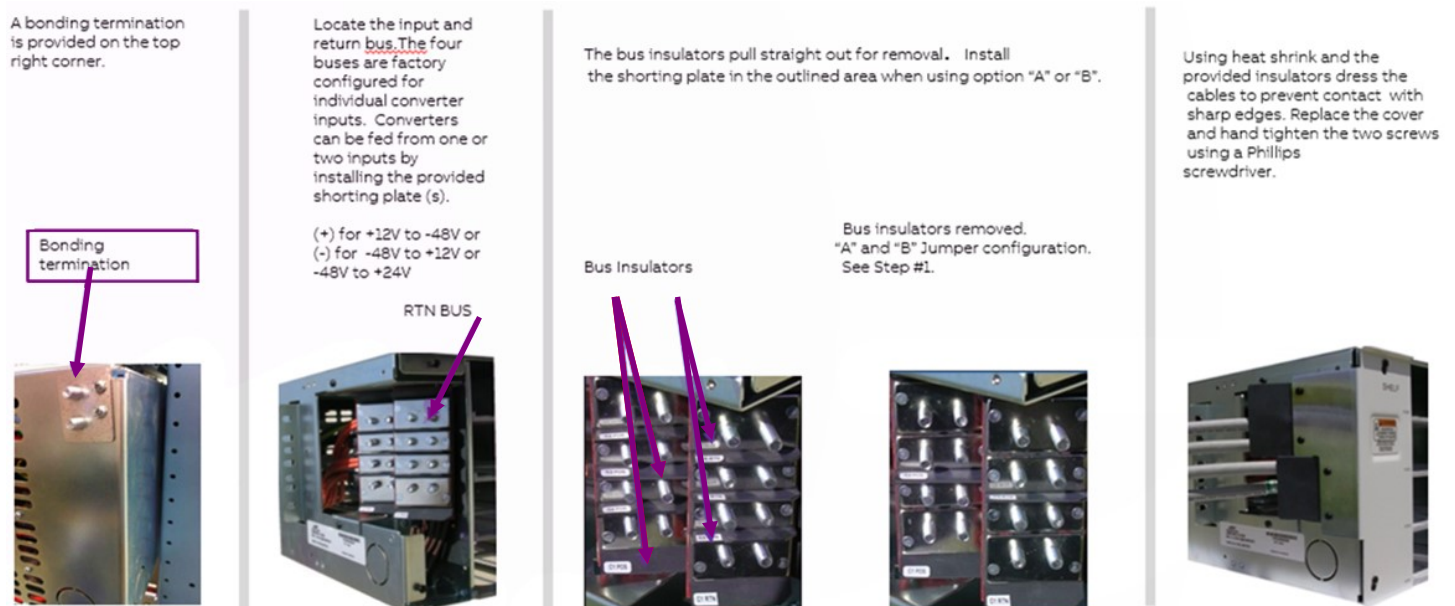 A bonding termination
is provided on the top
right corner.
Bonding
termination
Locate the input and
return bus.The four
buses are factory
configured for
individual converter
inputs. Converters
can be fed from one or
two inputs by
installing the provided
shorting plate (s).
(+) for +12V to -48V or
(-) for -48V to +12V or
-48V to +24V
RTN BUS
The bus insulators pull straight out for removal. Install
the shorting plate in the outlined area when using option “A” or “B”.
Bus Insulators
Bus insulators removed.
“A” and “B” Jumper configuration.
See Step #1.
Using heat shrink and the
provided insulators dress the
cables to prevent contact with
sharp edges. Replace the cover
and hand tighten the two screws
using a Phillips
screwdriver.
SHELF